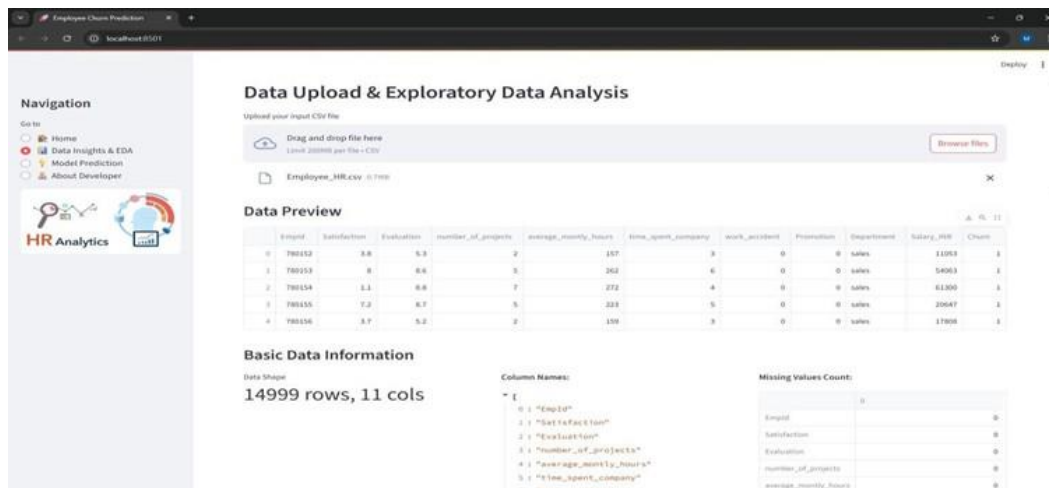 Employee Churn Prediction
localhost:8501
Deploy
Navigation
Go to
Home
Data Insights & EDA
Model Prediction
About Developer
HR Analytics
Data Upload & Exploratory Data Analysis
Upload your input CSV file
Drag and drop file here
Limit 200MB per file • CSV
Browse files
Employee_HR.csv 0.7MB
Data Preview
EmpId Satisfaction Evaluation number_of_projects average_montly_hours time_spent_company work_accident Promotion Department Salary_INR Churn
0 780152 3.8 5.3 2 157 3 0 0 sales 11053 1
1 780153 8 8.6 5 262 6 0 0 sales 54063 1
2 780154 1.1 8.8 7 272 4 0 0 sales 61300 1
3 780155 7.2 8.7 5 223 5 0 0 sales 20647 1
4 780156 3.7 5.2 2 159 3 0 0 sales 17808 1
Basic Data Information
Data Shape
14999 rows, 11 cols
Column Names:
[
0 : "EmpId"
1 : "Satisfaction"
2 : "Evaluation"
3 : "number_of_projects"
4 : "average_montly_hours"
5 : "time_spent_company"
Missing Values Count:
0
EmpId 0
Satisfaction 0
Evaluation 0
number_of_projects 0
average_montly_hours 0